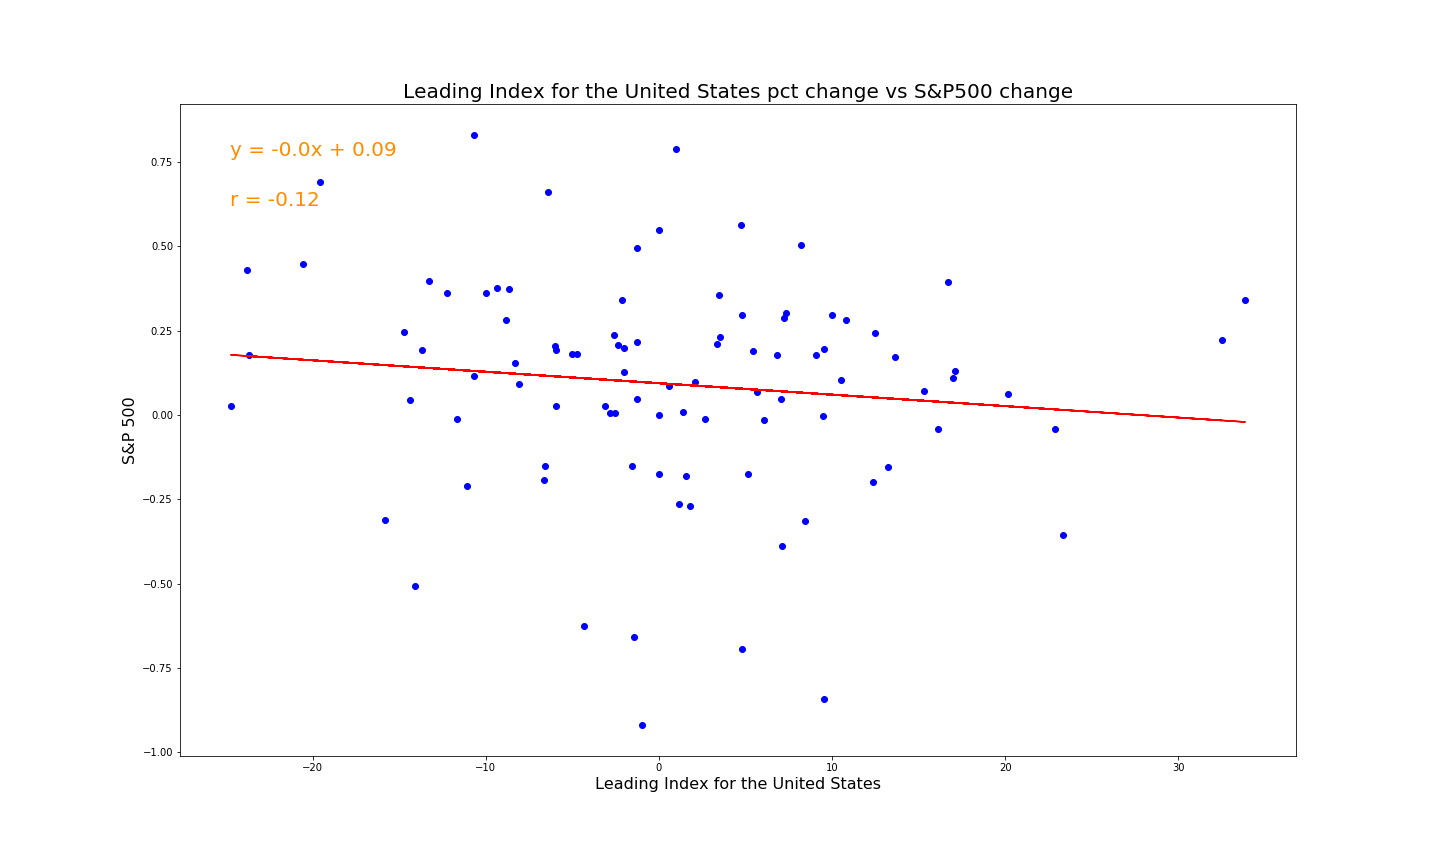 Leading Index for the United States pct change vs S&P500 change
y = -0.0x + 0.09
r = -0.12
0.75
0.50
0.25
0.00
−0.25
−0.50
−0.75
−1.00
S&P 500
−20
−10
0
10
20
30
Leading Index for the United States